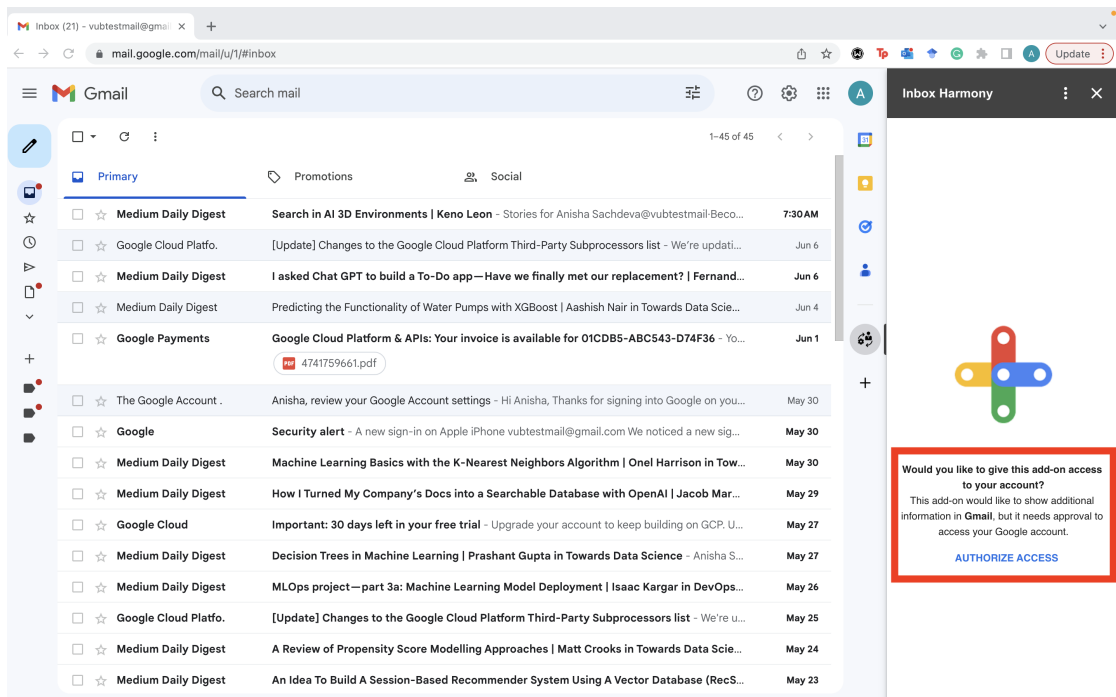 Inbox (21) - vubtestmail@gmai
mail.google.com/mail/u/1/#inbox
Tp
G
A
Update
Gmail
Search mail
A
Inbox Harmony
1–45 of 45
31
Primary
Promotions
Social
Medium Daily Digest Search in AI 3D Environments | Keno Leon - Stories for Anisha Sachdeva@vubtestmail·Beco... 7:30 AM
Google Cloud Platfo. [Update] Changes to the Google Cloud Platform Third-Party Subprocessors list - We're updati... Jun 6
Medium Daily Digest I asked Chat GPT to build a To-Do app—Have we finally met our replacement? | Fernand... Jun 6
Medium Daily Digest Predicting the Functionality of Water Pumps with XGBoost | Aashish Nair in Towards Data Scie... Jun 4
Google Payments Google Cloud Platform & APIs: Your invoice is available for 01CDB5-ABC543-D74F36 - Yo... Jun 1
PDF 4741759661.pdf
The Google Account . Anisha, review your Google Account settings - Hi Anisha, Thanks for signing into Google on you... May 30
Google Security alert - A new sign-in on Apple iPhone vubtestmail@gmail.com We noticed a new sig... May 30
Medium Daily Digest Machine Learning Basics with the K-Nearest Neighbors Algorithm | Onel Harrison in Tow... May 30
Medium Daily Digest How I Turned My Company's Docs into a Searchable Database with OpenAI | Jacob Mar... May 29
Google Cloud Important: 30 days left in your free trial - Upgrade your account to keep building on GCP. U... May 27
Medium Daily Digest Decision Trees in Machine Learning | Prashant Gupta in Towards Data Science - Anisha S... May 27
Medium Daily Digest MLOps project—part 3a: Machine Learning Model Deployment | Isaac Kargar in DevOps... May 26
Google Cloud Platfo. [Update] Changes to the Google Cloud Platform Third-Party Subprocessors list - We're u... May 25
Medium Daily Digest A Review of Propensity Score Modelling Approaches | Matt Crooks in Towards Data Scie... May 24
Medium Daily Digest An Idea To Build A Session-Based Recommender System Using A Vector Database (RecS... May 23
Would you like to give this add-on access
to your account?
This add-on would like to show additional
information in Gmail, but it needs approval to
access your Google account.
AUTHORIZE ACCESS